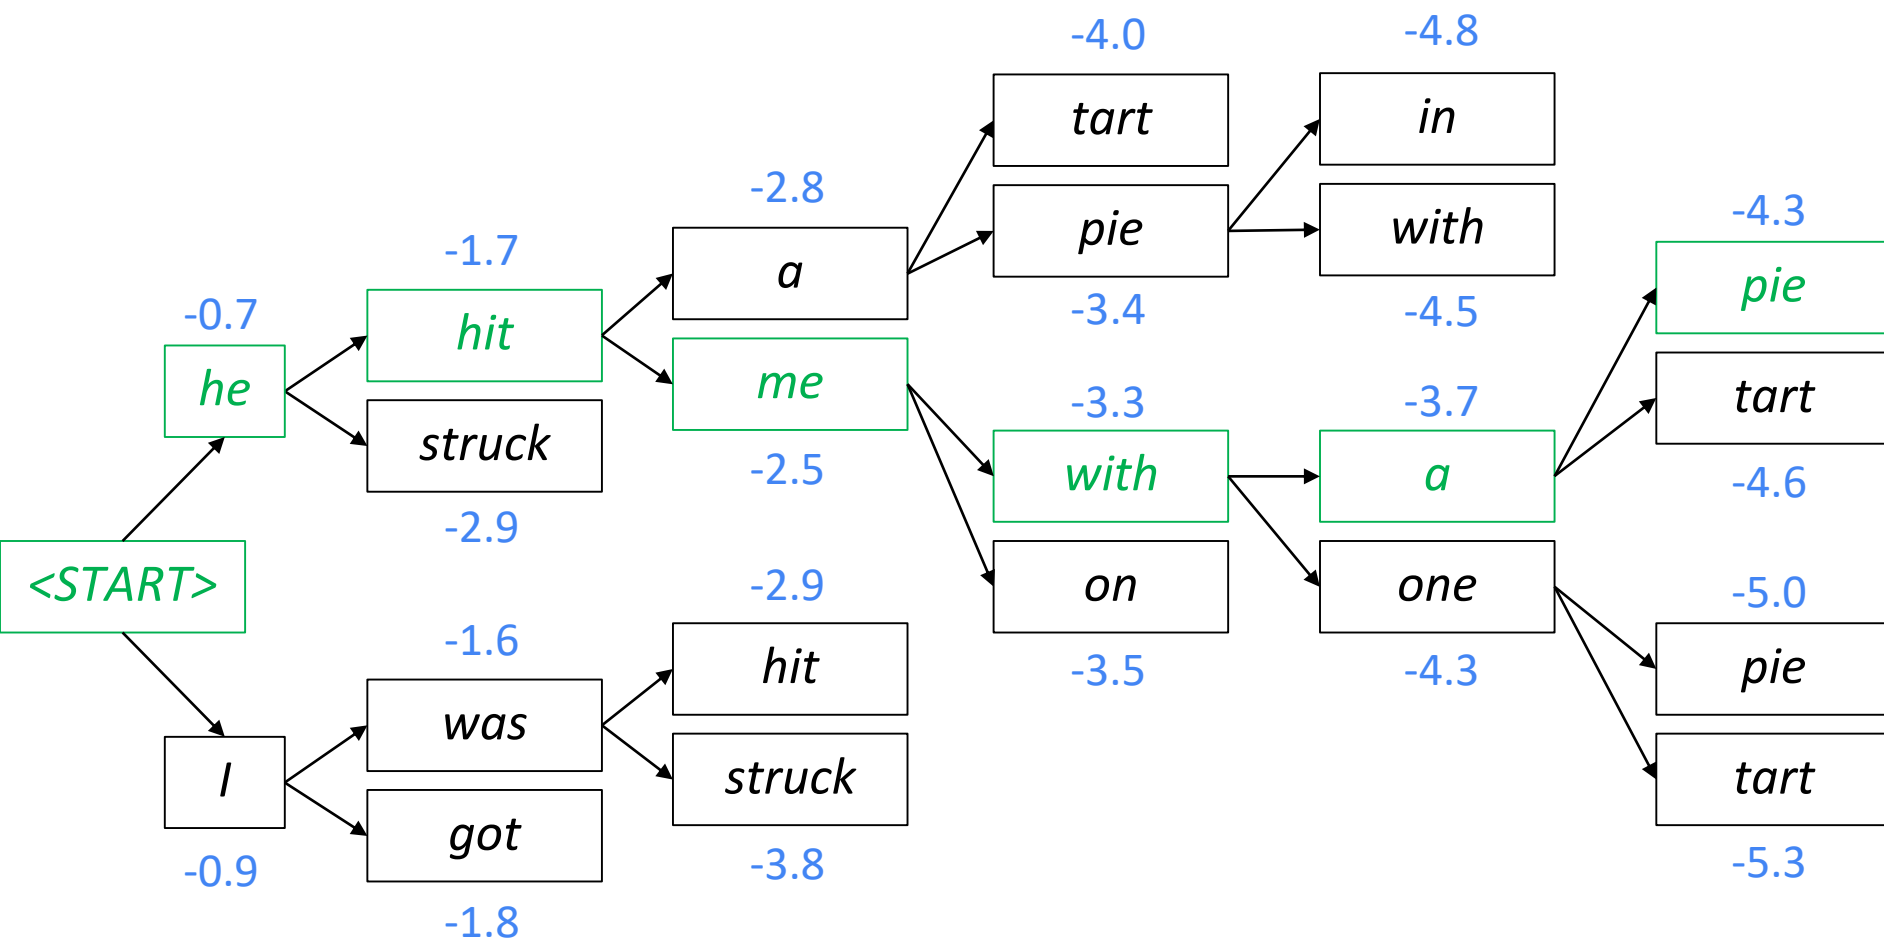 -4.0
-4.8
tart
in
-2.8
-4.3
pie
with
-1.7
a
pie
-0.7
-3.4
-4.5
hit
he
me
-3.3
-3.7
tart
struck
-2.5
with
a
-4.6
-2.9
<START>
-2.9
on
one
-5.0
-1.6
hit
-3.5
-4.3
pie
was
I
struck
tart
got
-0.9
-3.8
-5.3
-1.8